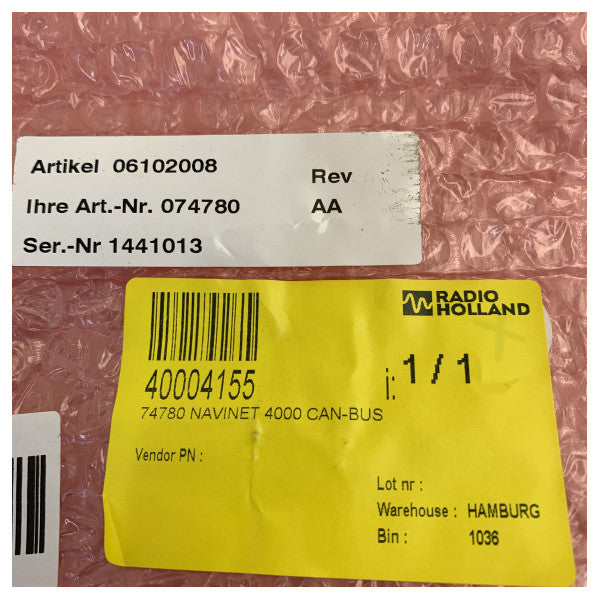 Artikel 06102008
Rev
Ihre Art.-Nr. 074780
AA
Ser.-Nr 1441013
RADIO
HOLLAND
40004155
i: 1 / 1
74780 NAVINET 4000 CAN-BUS
Vendor PN :
Lot nr :
Warehouse : HAMBURG
Bin : 1036